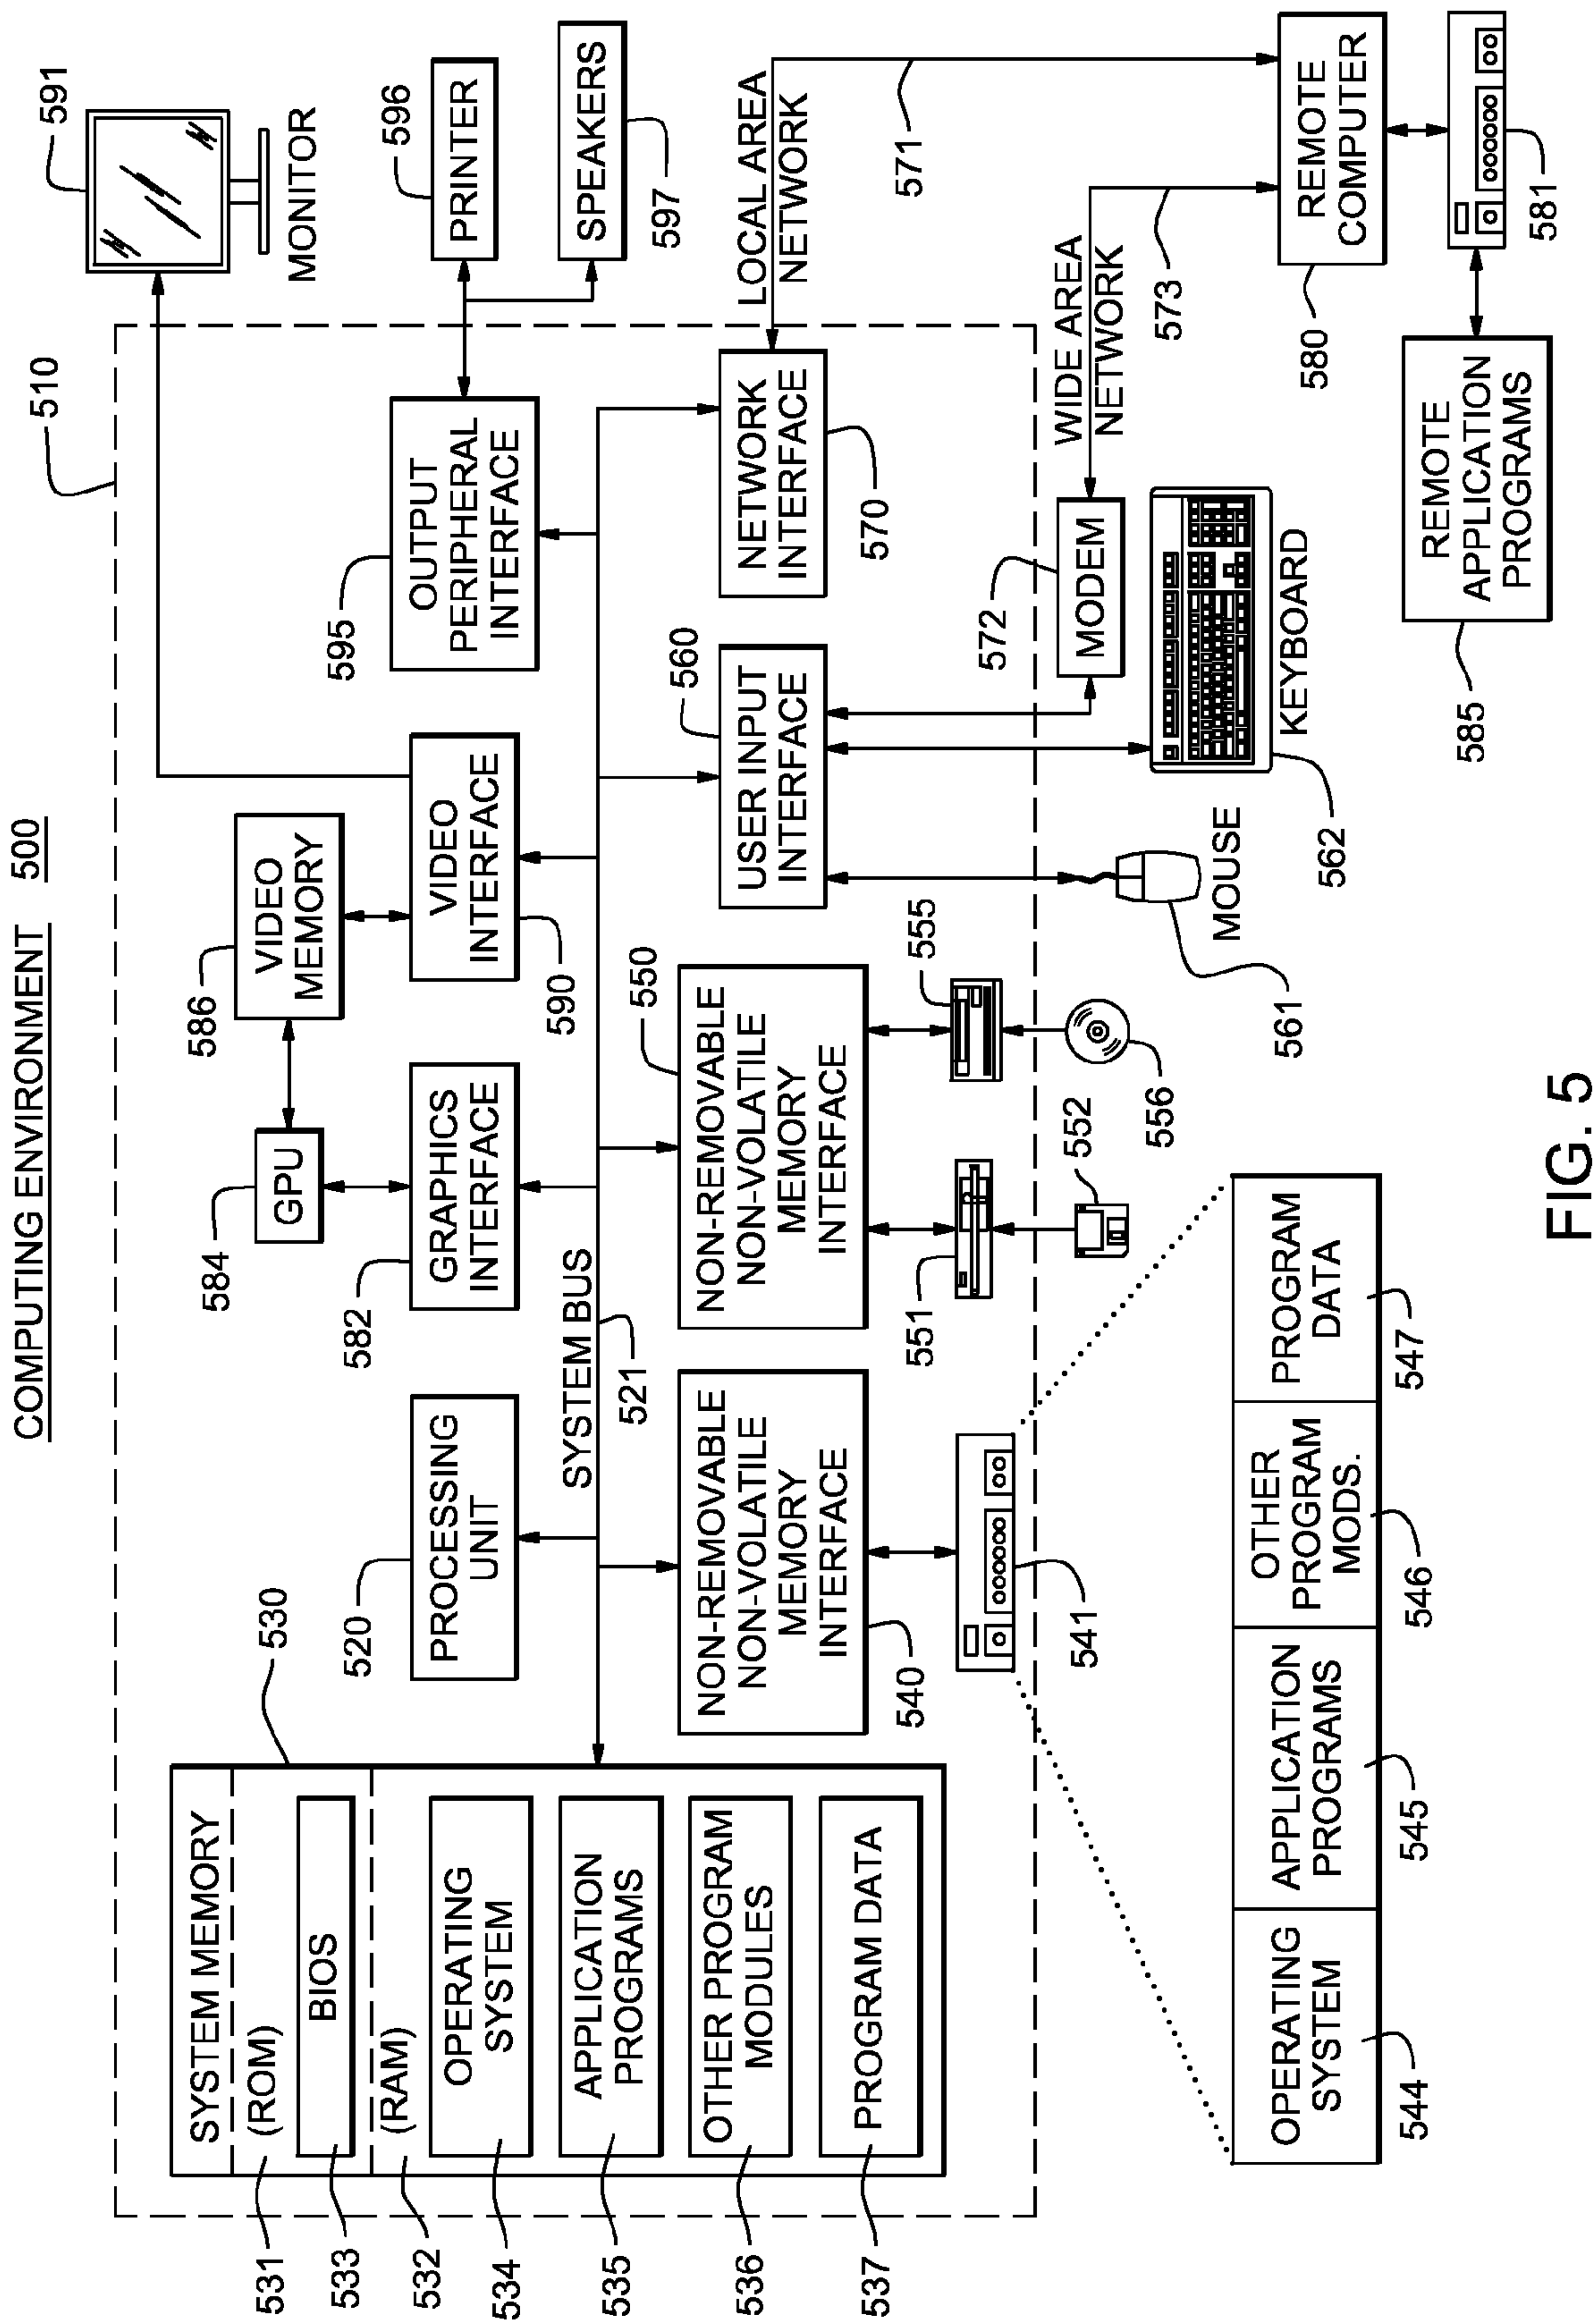 COMPUTING ENVIRONMENT 500
510
591
MONITOR
586
VIDEO
MEMORY
584
GPU
596
PRINTER
SPEAKERS
597
530
SYSTEM MEMORY
531
(ROM)
533
BIOS
532
(RAM)
534
OPERATING
SYSTEM
535
APPLICATION
PROGRAMS
536
OTHER PROGRAM
MODULES
537
PROGRAM DATA
520
PROCESSING
UNIT
582
GRAPHICS
INTERFACE
VIDEO
INTERFACE
590
595
OUTPUT
PERIPHERAL
INTERFACE
SYSTEM BUS
521
NON-REMOVABLE
NON-VOLATILE
MEMORY
INTERFACE
540
550
NON-REMOVABLE
NON-VOLATILE
MEMORY
INTERFACE
560
USER INPUT
INTERFACE
NETWORK
INTERFACE
570
LOCAL AREA
NETWORK
571
541
551
552
555
556
572
MODEM
WIDE AREA
NETWORK
573
MOUSE
561
KEYBOARD
562
580
REMOTE
COMPUTER
581
REMOTE
APPLICATION
PROGRAMS
585
OPERATING
SYSTEM
544
APPLICATION
PROGRAMS
545
OTHER
PROGRAM
MODS.
546
PROGRAM
DATA
547
FIG. 5